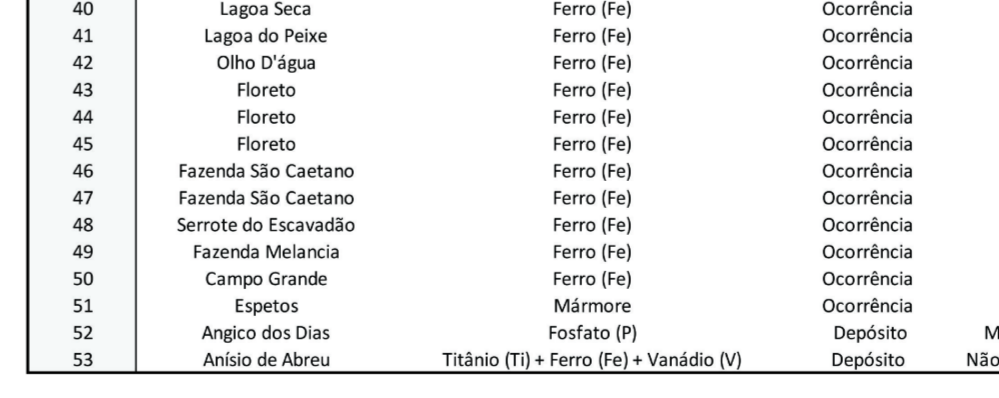 40 Lagoa Seca Ferro (Fe) Ocorrência
41 Lagoa do Peixe Ferro (Fe) Ocorrência
42 Olho D'água Ferro (Fe) Ocorrência
43 Floreto Ferro (Fe) Ocorrência
44 Floreto Ferro (Fe) Ocorrência
45 Floreto Ferro (Fe) Ocorrência
46 Fazenda São Caetano Ferro (Fe) Ocorrência
47 Fazenda São Caetano Ferro (Fe) Ocorrência
48 Serrote do Escavadão Ferro (Fe) Ocorrência
49 Fazenda Melancia Ferro (Fe) Ocorrência
50 Campo Grande Ferro (Fe) Ocorrência
51 Espetos Mármore Ocorrência
52 Angico dos Dias Fosfato (P) Depósito M
53 Anísio de Abreu Titânio (Ti) + Ferro (Fe) + Vanádio (V) Depósito Não